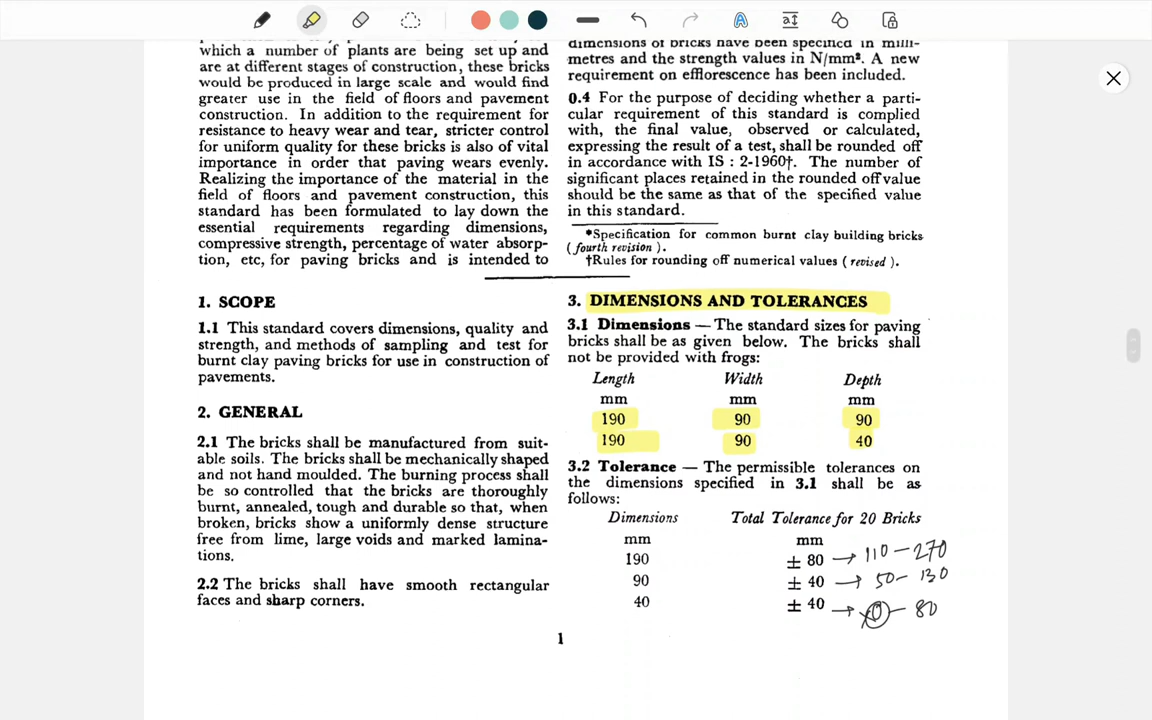 which a number of plants are being set up and
are at different stages of construction, these bricks
would be produced in large scale and would find
greater use in the field of floors and pavement
construction. In addition to the requirement for
resistance to heavy wear and tear, stricter control
for uniform quality for these bricks is also of vital
importance in order that paving wears evenly.
Realizing the importance of the material in the
field of floors and pavement construction, this
standard has been formulated to lay down the
essential requirements regarding dimensions,
compressive strength, percentage of water absorp-
tion, etc, for paving bricks and is intended to
dimensions of bricks have been specified in milli-
metres and the strength values in N/mm². A new
requirement on efflorescence has been included.
0.4 For the purpose of deciding whether a parti-
cular requirement of this standard is complied
with, the final value, observed or calculated,
expressing the result of a test, shall be rounded off
in accordance with IS : 2-1960†. The number of
significant places retained in the rounded off value
should be the same as that of the specified value
in this standard.
*Specification for common burnt clay building bricks
( fourth revision ).
†Rules for rounding off numerical values ( revised ).
1. SCOPE
1.1 This standard covers dimensions, quality and
strength, and methods of sampling and test for
burnt clay paving bricks for use in construction of
pavements.
2. GENERAL
2.1 The bricks shall be manufactured from suit-
able soils. The bricks shall be mechanically shaped
and not hand moulded. The burning process shall
be so controlled that the bricks are thoroughly
burnt, annealed, tough and durable so that, when
broken, bricks show a uniformly dense structure
free from lime, large voids and marked lamina-
tions.
2.2 The bricks shall have smooth rectangular
faces and sharp corners.
3. DIMENSIONS AND TOLERANCES
3.1 Dimensions — The standard sizes for paving
bricks shall be as given below. The bricks shall
not be provided with frogs:
Length Width Depth
mm mm mm
190 90 90
190 90 40
3.2 Tolerance — The permissible tolerances on
the dimensions specified in 3.1 shall be as
follows:
Dimensions Total Tolerance for 20 Bricks
mm mm
190 ± 80 → 110 - 270
90 ± 40 → 50 - 130
40 ± 40 → 0 - 80
1